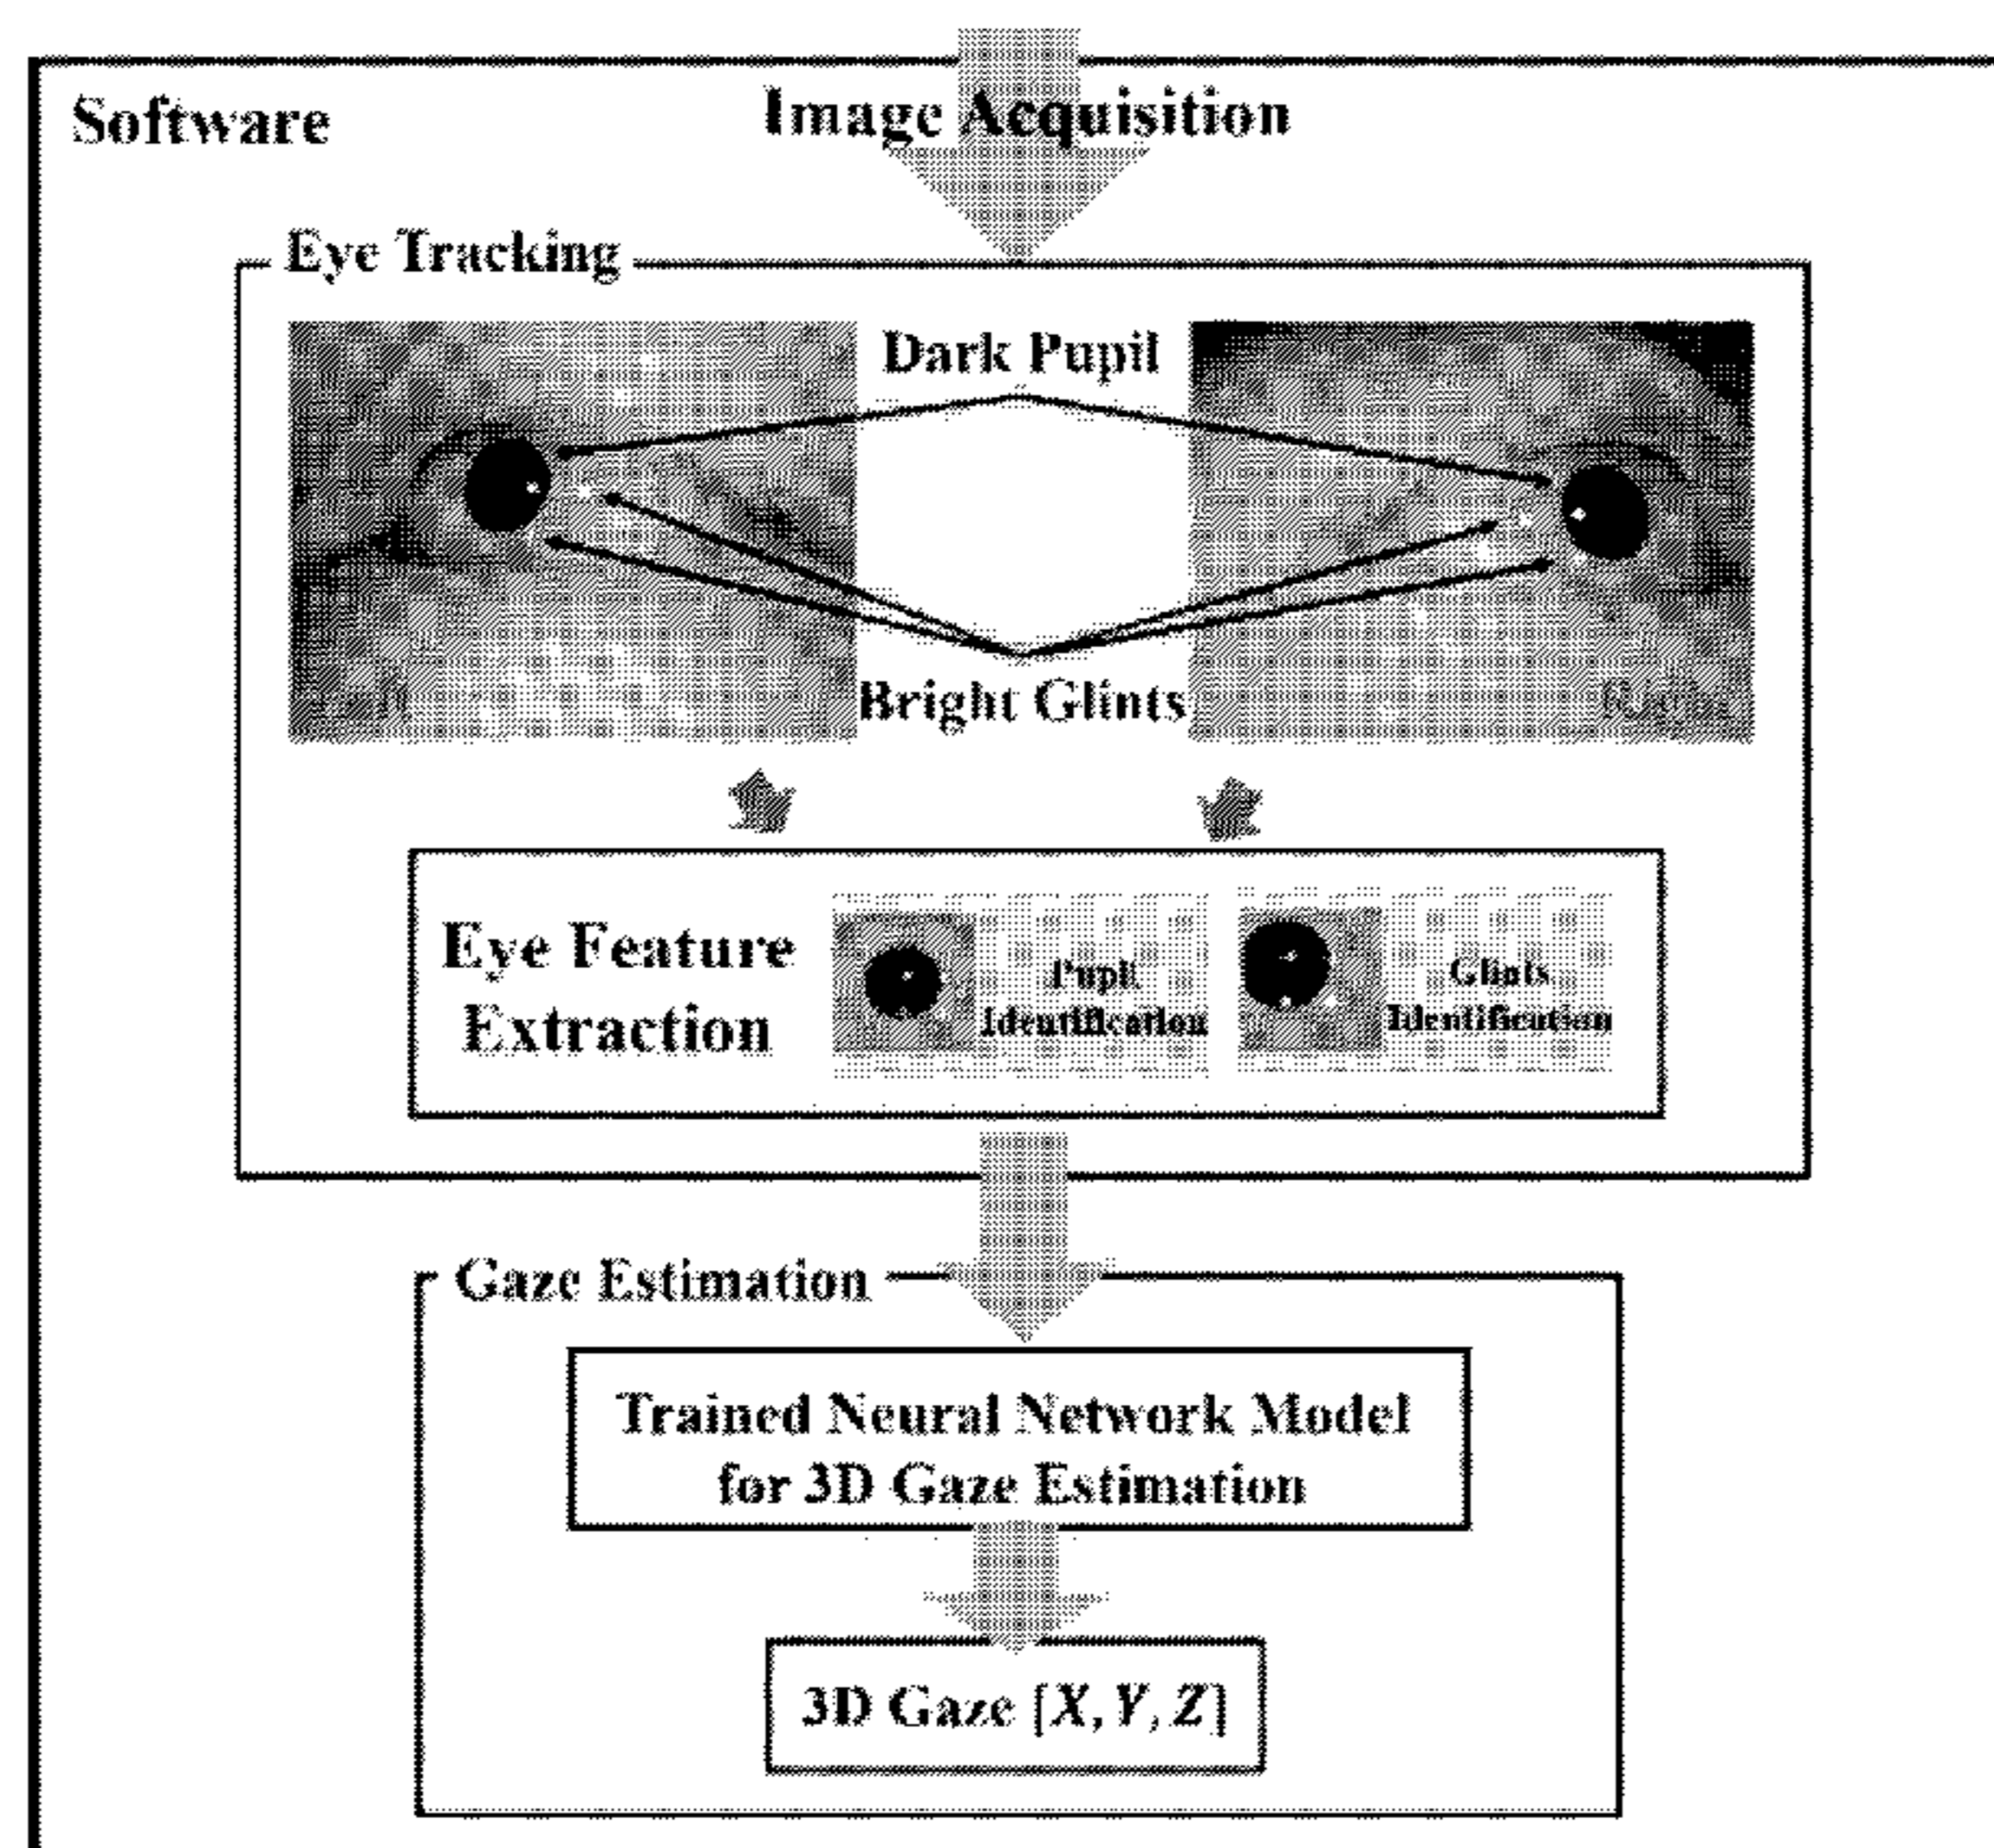 Software
Image Acquisition
Eye Tracking
Dark Pupil
Bright Glints
Right
Eye Feature
Extraction
Pupil
Identification
Glints
Identification
Gaze Estimation
Trained Neural Network Model
for 3D Gaze Estimation
3D Gaze [X, Y, Z]